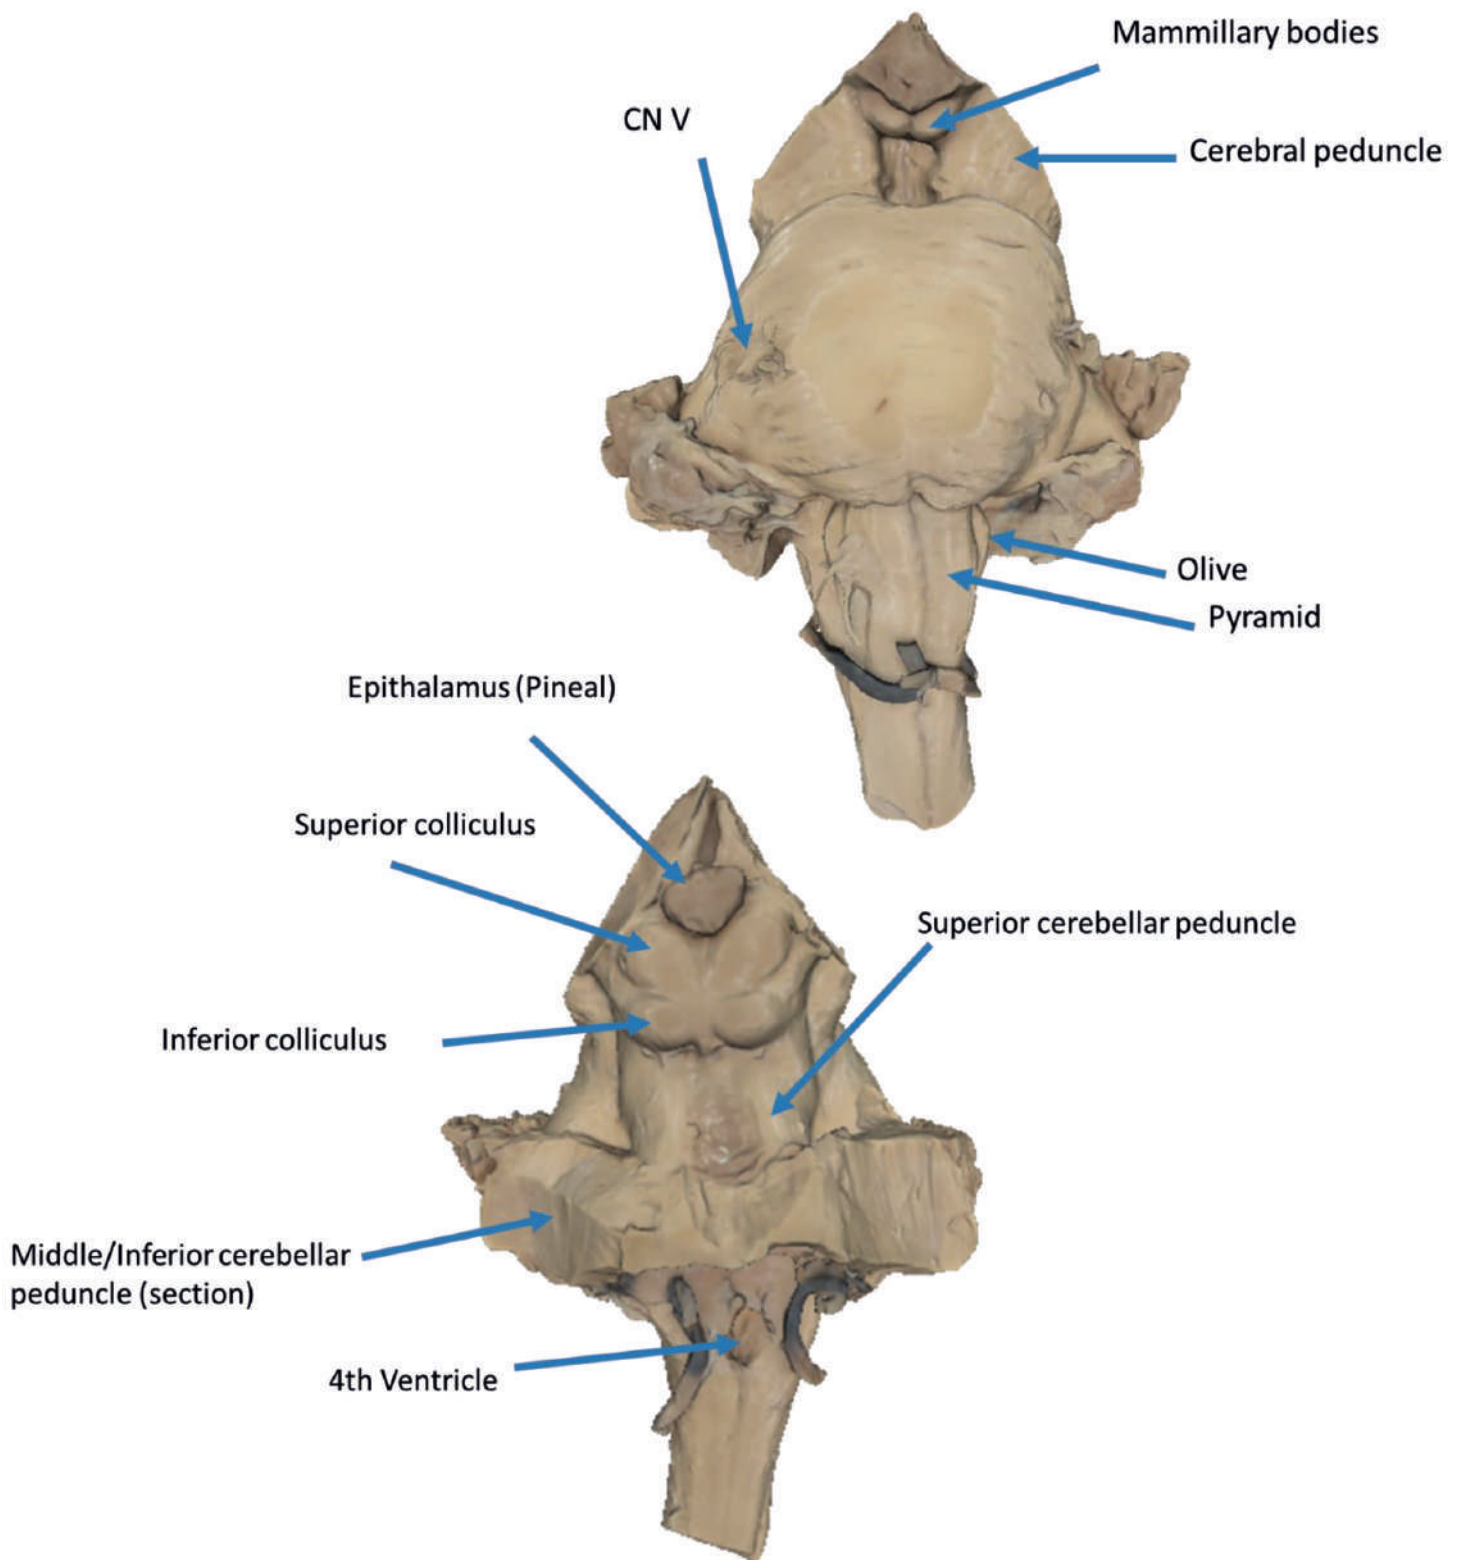 Mammillary bodies
CN V
Cerebral peduncle
Olive
Pyramid
Epithalamus (Pineal)
Superior colliculus
Superior cerebellar peduncle
Inferior colliculus
Middle/Inferior cerebellar
peduncle (section)
4th Ventricle